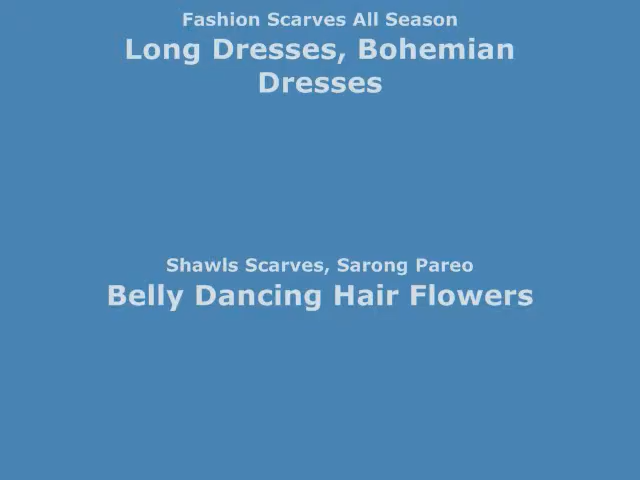 Fashion Scarves All Season
Long Dresses, Bohemian
Dresses
Shawls Scarves, Sarong Pareo
Belly Dancing Hair Flowers